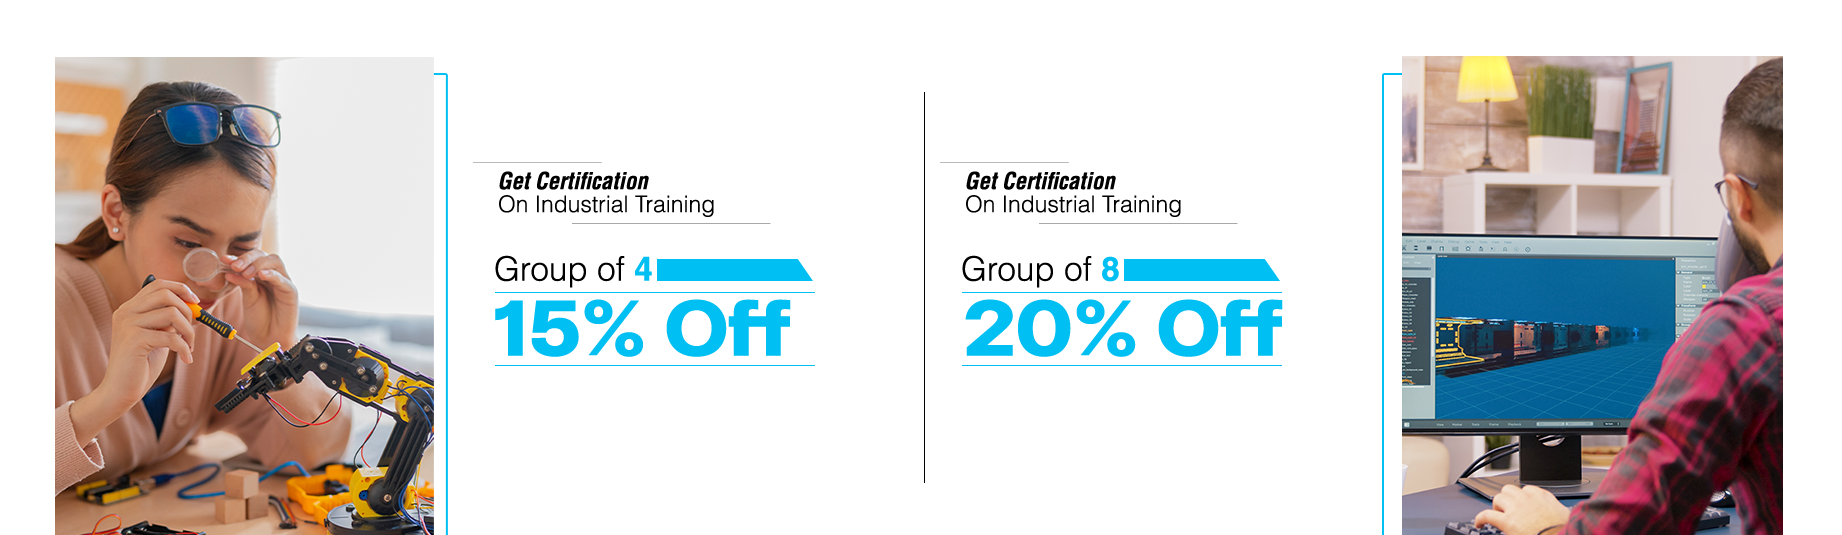 Get Certification
On Industrial Training
Group of 4
15% Off
Get Certification
On Industrial Training
Group of 8
20% Off